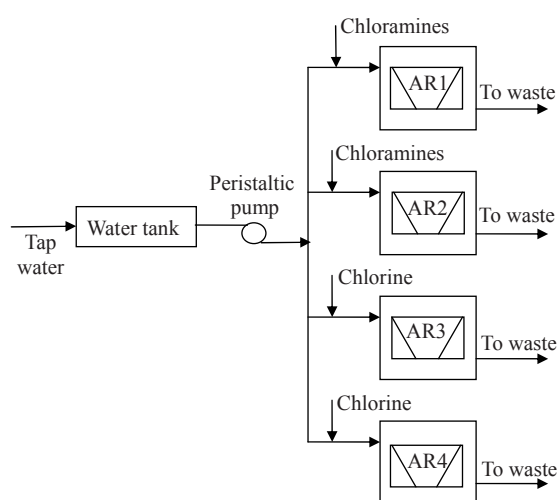 Chloramines
AR1
To waste
Chloramines
AR2
To waste
Peristaltic
pump
Water tank
Tap
water
Chlorine
AR3
To waste
Chlorine
AR4
To waste